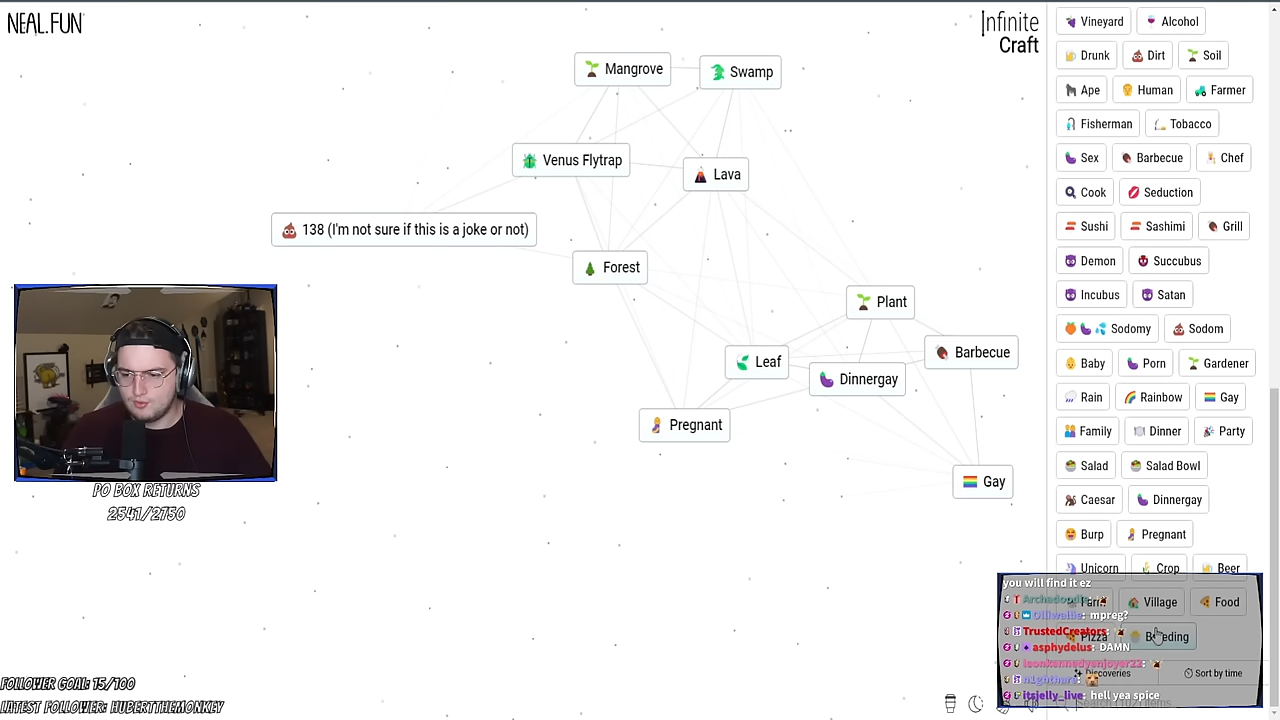 NEAL.FUN
Infinite
Craft
Mangrove
Swamp
Venus Flytrap
Lava
138 (I'm not sure if this is a joke or not)
Forest
Plant
Leaf
Barbecue
Dinnergay
Pregnant
Gay
PO BOX RETURNS
2541/2750
FOLLOWER GOAL: 15/100
LATEST FOLLOWER: HUBERTTHEMONKEY
Vineyard Alcohol
Drunk Dirt Soil
Ape Human Farmer
Fisherman Tobacco
Sex Barbecue Chef
Cook Seduction
Sushi Sashimi Grill
Demon Succubus
Incubus Satan
Sodomy Sodom
Baby Porn Gardener
Rain Rainbow Gay
Family Dinner Party
Salad Salad Bowl
Caesar Dinnergay
Burp Pregnant
Unicorn Crop Beer
Farm Village Food
Pizza
Discoveries Sort by time
you will find it ez
mpreg?
TrustedCreators:
asphydelus: DAMN
leonkennedyenjoyer22:
itsjelly_live: hell yea spice